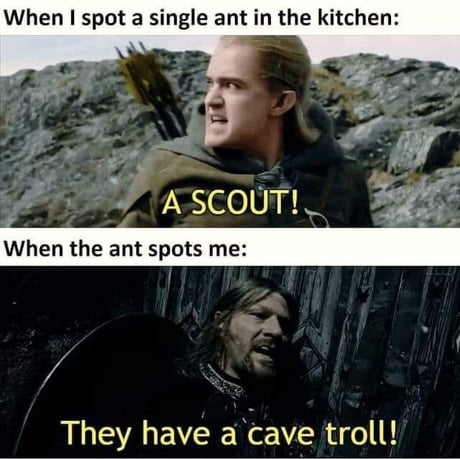 When I spot a single ant in the kitchen:
A SCOUT!
When the ant spots me:
They have a cave troll!